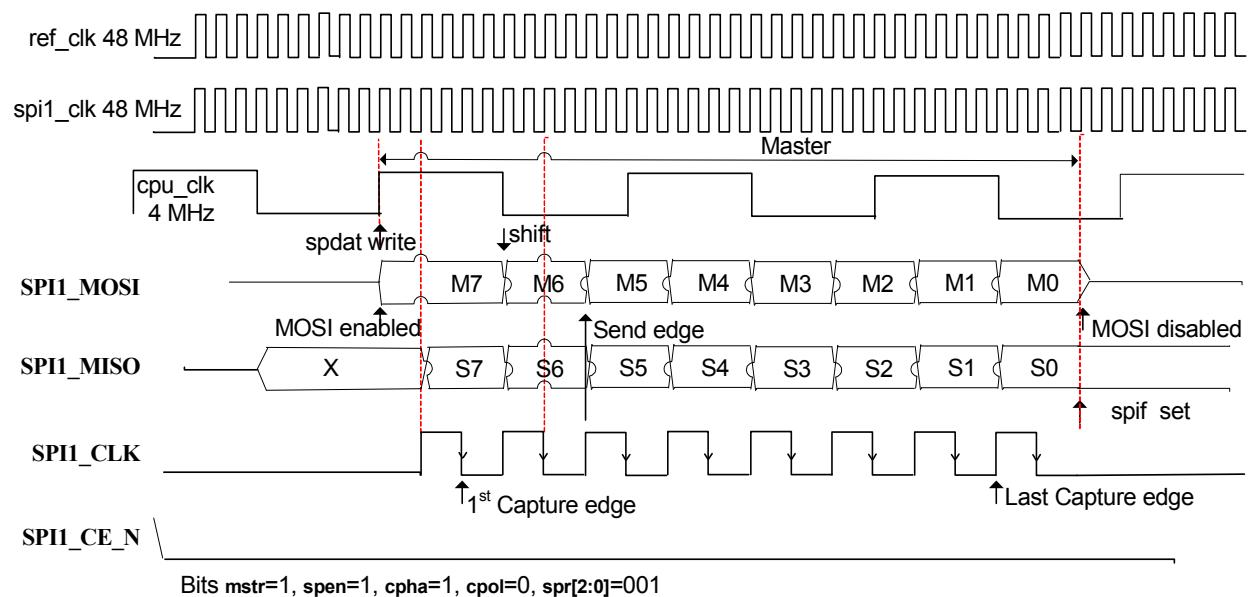 ref_clk 48 MHz
spi1_clk 48 MHz
Master
cpu_clk
4 MHz
spdat write
shift
SPI1_MOSI
M7 M6 M5 M4 M3 M2 M1 M0
MOSI enabled
Send edge
MOSI disabled
SPI1_MISO
X S7 S6 S5 S4 S3 S2 S1 S0
spif set
SPI1_CLK
1st Capture edge
Last Capture edge
SPI1_CE_N
Bits mstr=1, spen=1, cpha=1, cpol=0, spr[2:0]=001